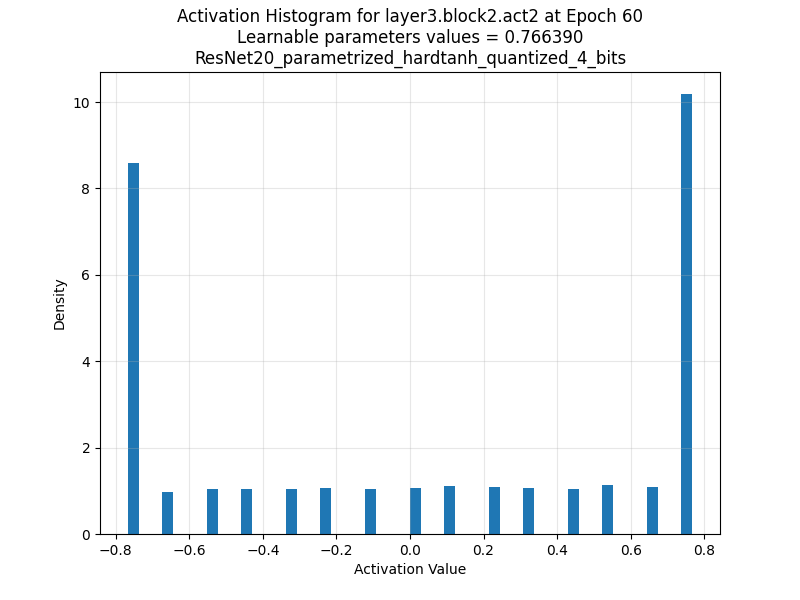 Activation Histogram for layer3.block2.act2 at Epoch 60
Learnable parameters values = 0.766390
ResNet20_parametrized_hardtanh_quantized_4_bits
10
8
6
4
2
0
Density
−0.8 −0.6 −0.4 −0.2 0.0 0.2 0.4 0.6 0.8
Activation Value